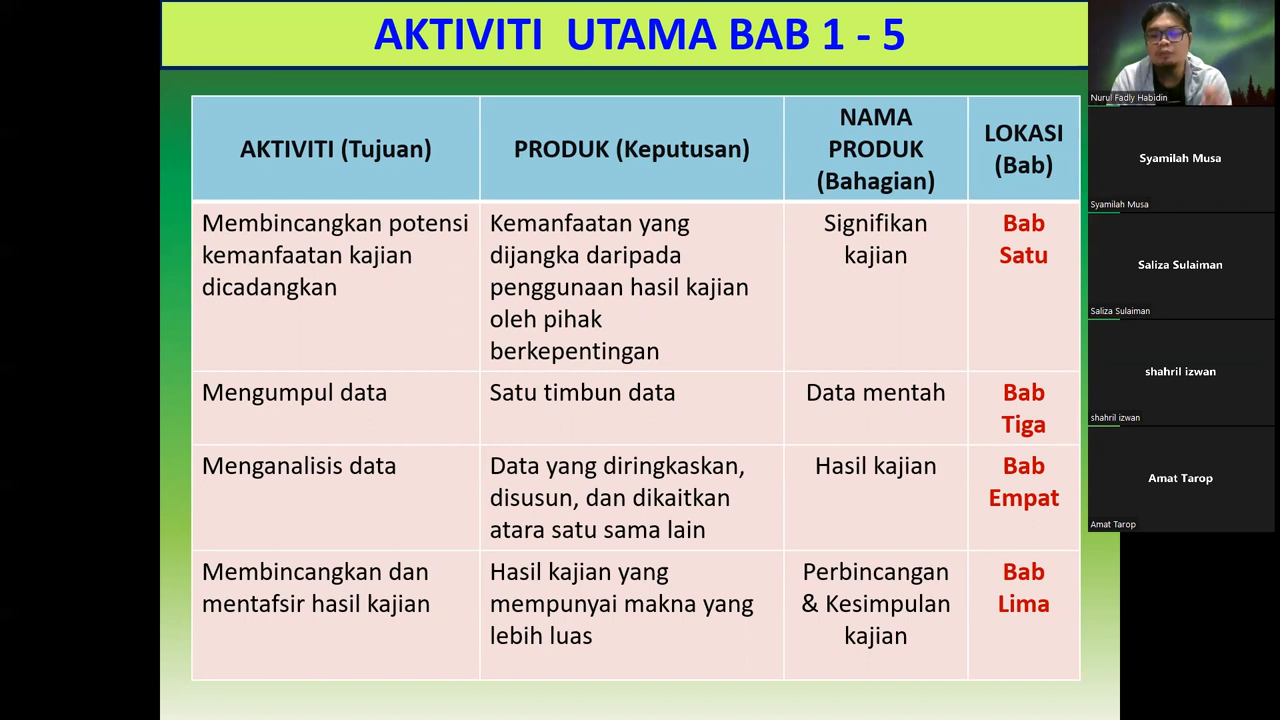 AKTIVITI  UTAMA BAB 1 - 5
AKTIVITI (Tujuan)
PRODUK (Keputusan)
NAMA
PRODUK
(Bahagian)
LOKASI
(Bab)
Membincangkan potensi
kemanfaatan kajian
dicadangkan
Kemanfaatan yang
dijangka daripada
penggunaan hasil kajian
oleh pihak
berkepentingan
Signifikan
kajian
Bab
Satu
Mengumpul data
Satu timbun data
Data mentah
Bab
Tiga
Menganalisis data
Data yang diringkaskan,
disusun, dan dikaitkan
atara satu sama lain
Hasil kajian
Bab
Empat
Membincangkan dan
mentafsir hasil kajian
Hasil kajian yang
mempunyai makna yang
lebih luas
Perbincangan
& Kesimpulan
kajian
Bab
Lima
Nurul Fadly Habidin
Syamilah Musa
Syamilah Musa
Saliza Sulaiman
Saliza Sulaiman
shahril izwan
shahril izwan
Amat Tarop
Amat Tarop